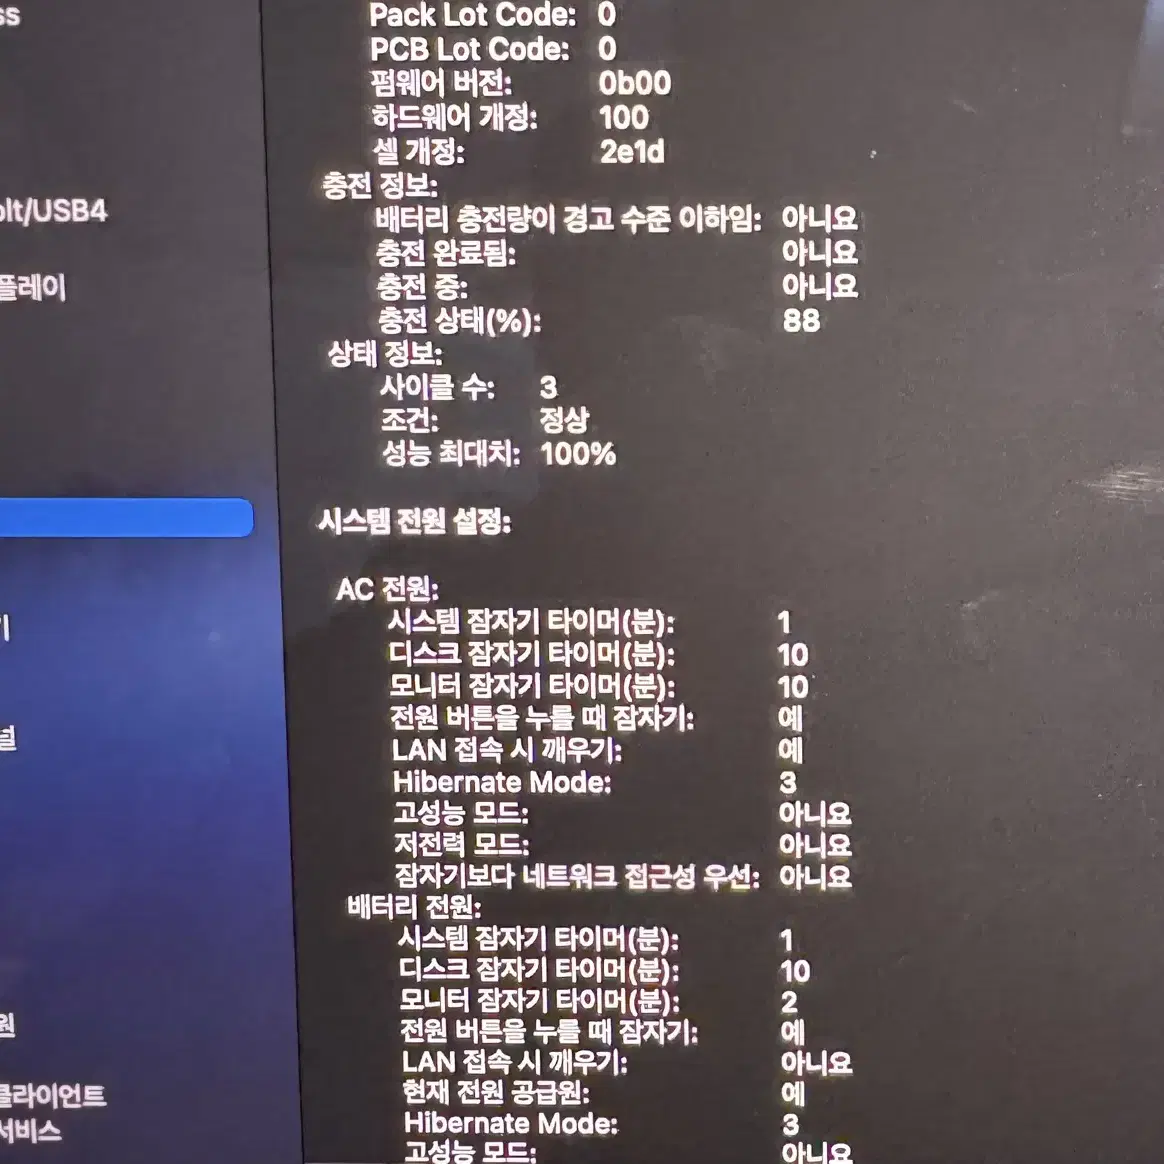 ss
Pack Lot Code: 0
PCB Lot Code: 0
펌웨어 버전: 0b00
하드웨어 개정: 100
셀 개정: 2e1d
충전 정보:
olt/USB4
배터리 충전량이 경고 수준 이하임: 아니요
충전 완료됨: 아니요
플레이
충전 중: 아니요
충전 상태(%): 88
상태 정보:
사이클 수: 3
조건: 정상
성능 최대치: 100%
시스템 전원 설정:
AC 전원:
시스템 잠자기 타이머(분): 1
기
디스크 잠자기 타이머(분): 10
모니터 잠자기 타이머(분): 10
전원 버튼을 누를 때 잠자기: 예
널
LAN 접속 시 깨우기: 예
Hibernate Mode: 3
고성능 모드: 아니요
저전력 모드: 아니요
잠자기보다 네트워크 접근성 우선: 아니요
배터리 전원:
시스템 잠자기 타이머(분): 1
디스크 잠자기 타이머(분): 10
모니터 잠자기 타이머(분): 2
원
전원 버튼을 누를 때 잠자기: 예
LAN 접속 시 깨우기: 아니요
클라이언트
현재 전원 공급원: 예
서비스
Hibernate Mode: 3
고성능 모드: 아니요